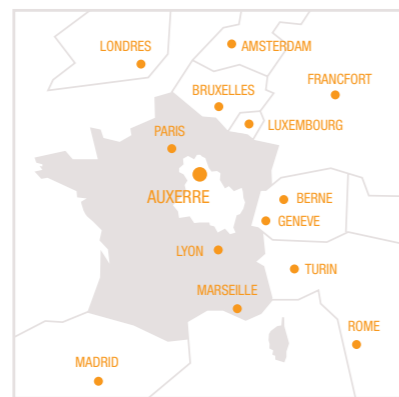 LONDRES
AMSTERDAM
FRANCFORT
BRUXELLES
LUXEMBOURG
PARIS
AUXERRE
BERNE
GENEVE
LYON
TURIN
MARSEILLE
ROME
MADRID